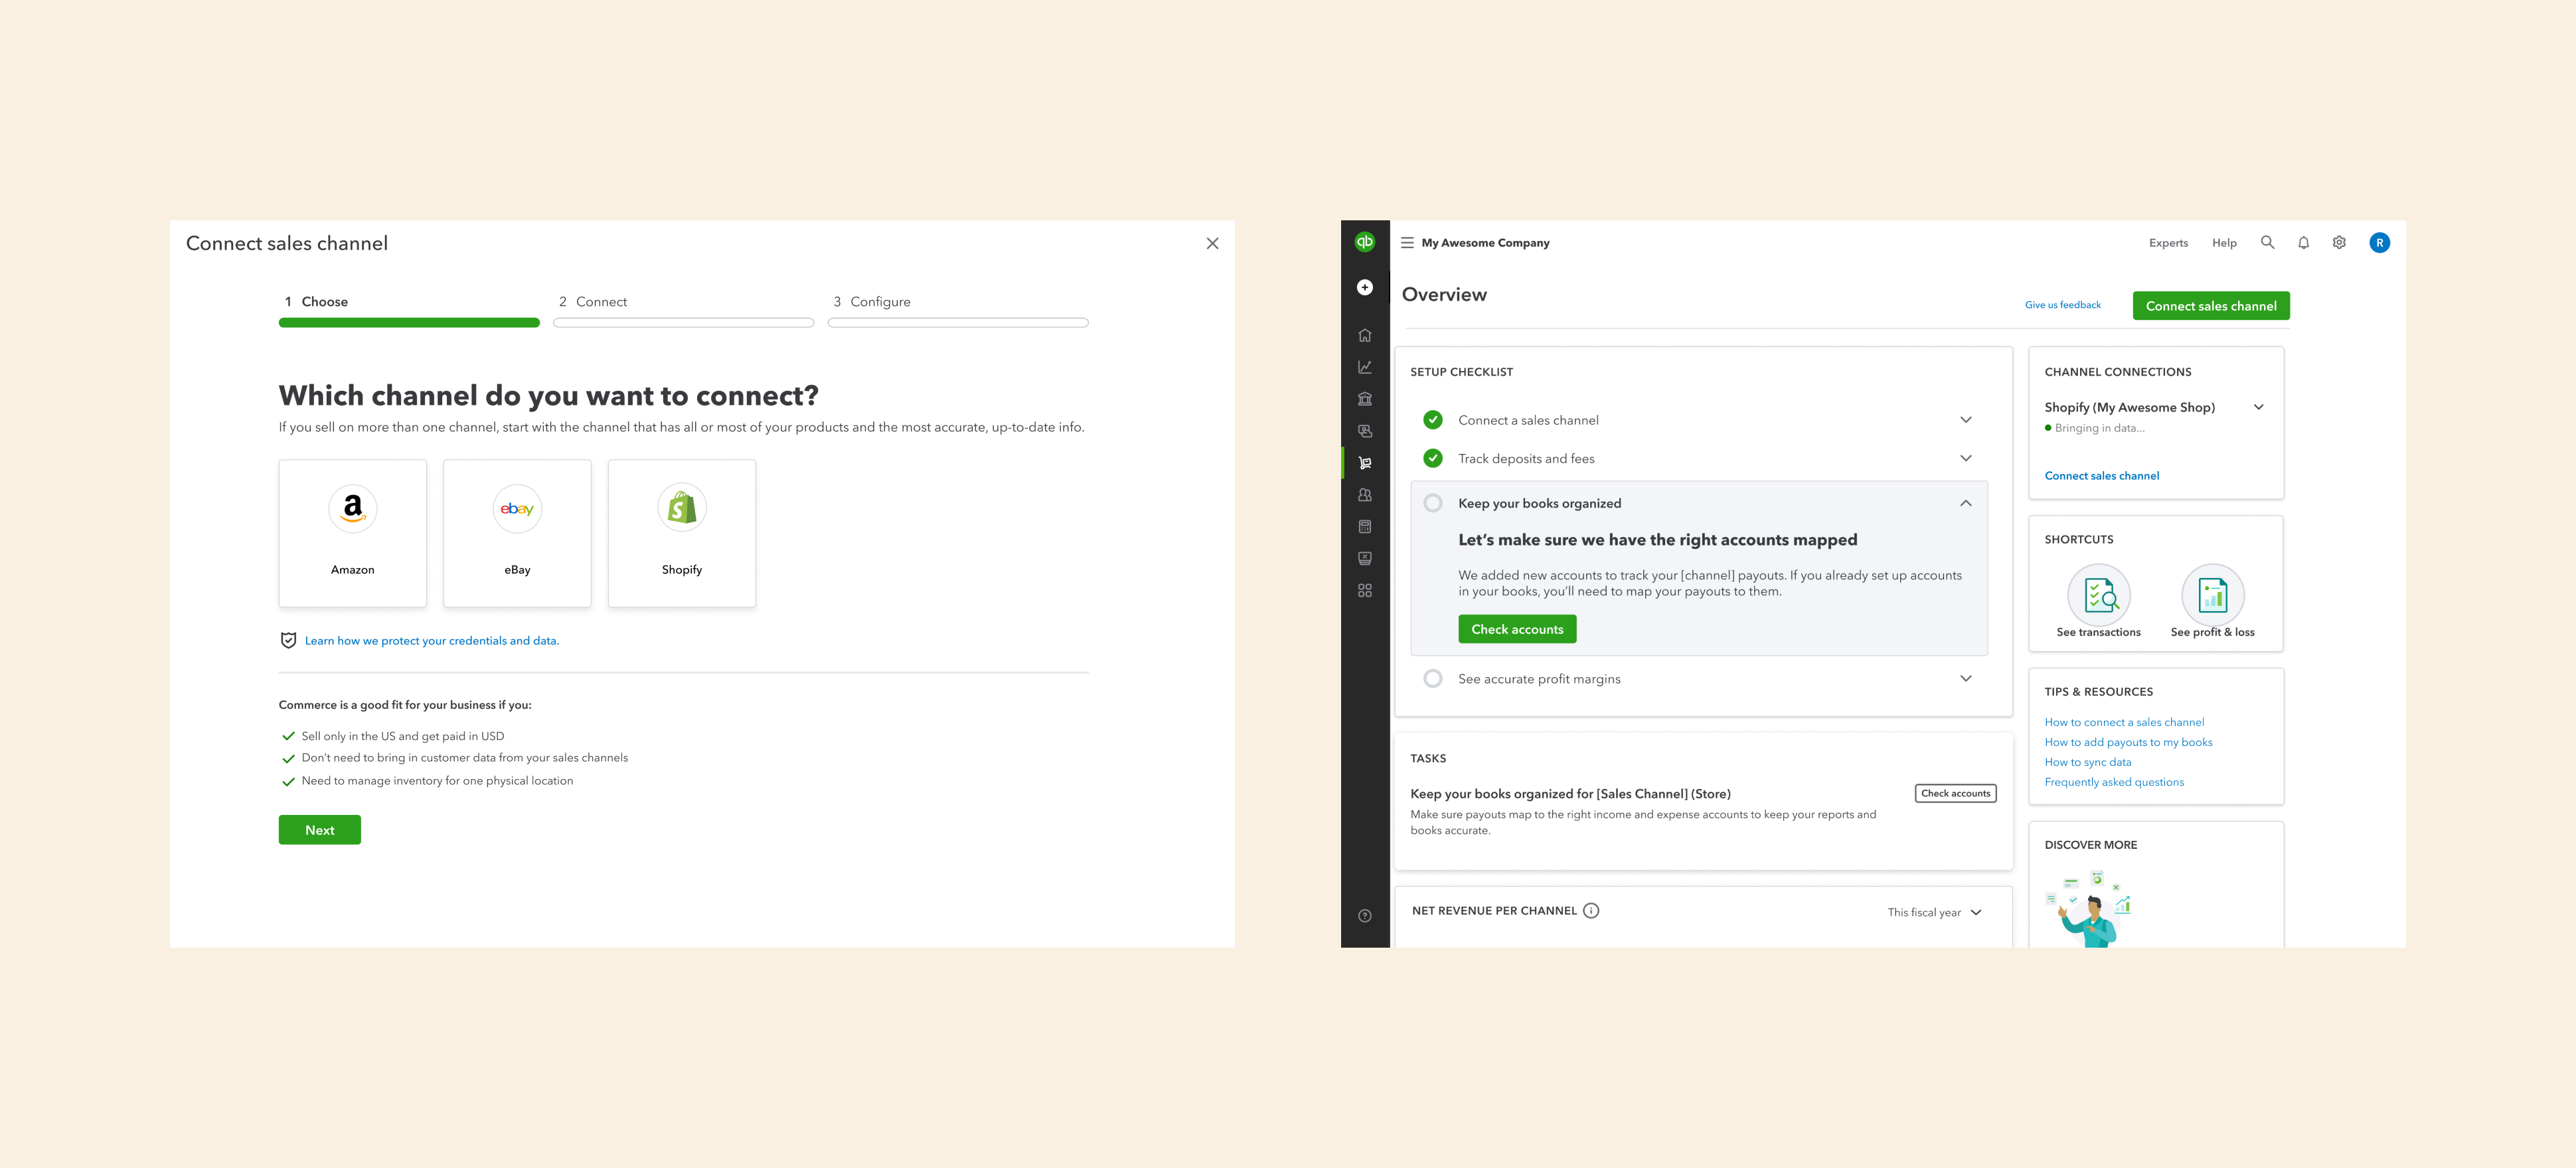 Connect sales channel
1 Choose
2 Connect
3 Configure
Which channel do you want to connect?
If you sell on more than one channel, start with the channel that has all or most of your products and the most accurate, up-to-date info.
a
ebay
S
Amazon
eBay
Shopify
Learn how we protect your credentials and data.
Commerce is a good fit for your business if you:
Sell only in the US and get paid in USD
Don't need to bring in customer data from your sales channels
Need to manage inventory for one physical location
Next
qb
My Awesome Company
Experts
Help
R
Overview
Give us feedback
Connect sales channel
SETUP CHECKLIST
Connect a sales channel
Track deposits and fees
Keep your books organized
Let's make sure we have the right accounts mapped
We added new accounts to track your [channel] payouts. If you already set up accounts
in your books, you'll need to map your payouts to them.
Check accounts
See accurate profit margins
TASKS
Keep your books organized for [Sales Channel] (Store)
Check accounts
Make sure payouts map to the right income and expense accounts to keep your reports and
books accurate.
NET REVENUE PER CHANNEL
This fiscal year
CHANNEL CONNECTIONS
Shopify (My Awesome Shop)
Bringing in data...
Connect sales channel
SHORTCUTS
See transactions
See profit & loss
TIPS & RESOURCES
How to connect a sales channel
How to add payouts to my books
How to sync data
Frequently asked questions
DISCOVER MORE